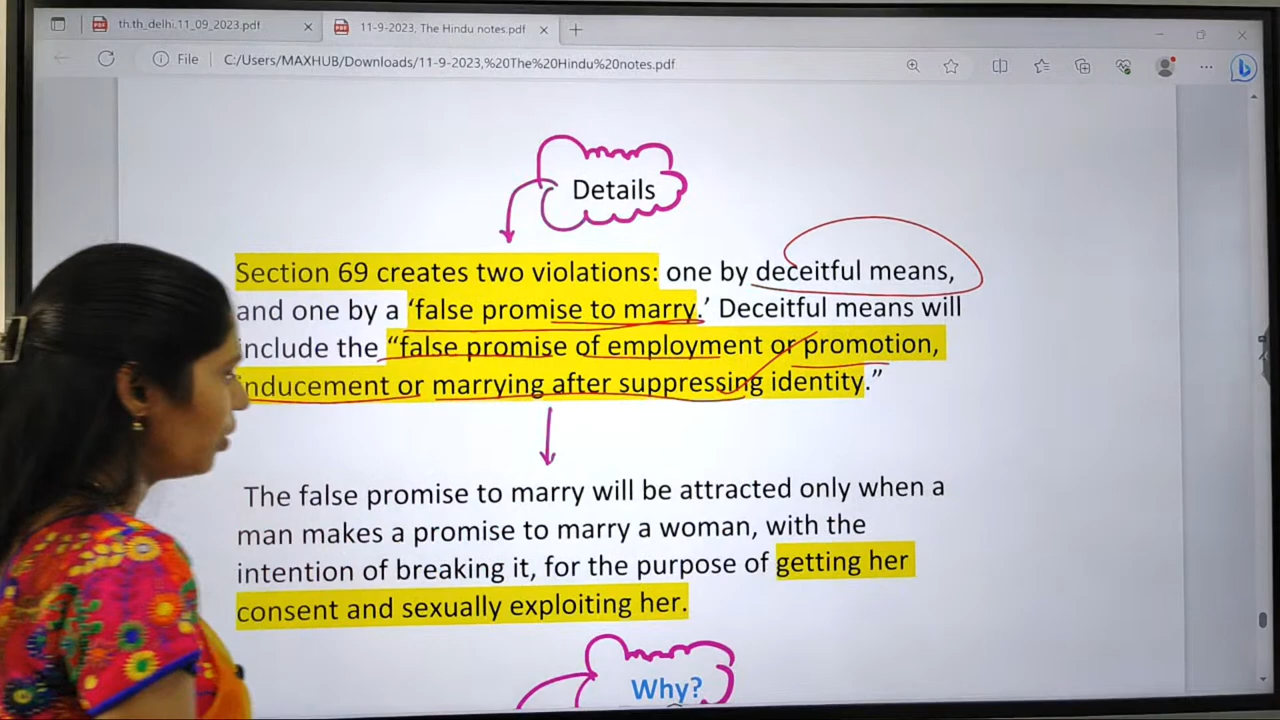 th.th_delhi.11_09_2023.pdf
11-9-2023, The Hindu notes.pdf
File
C:/Users/MAXHUB/Downloads/11-9-2023,%20The%20Hindu%20notes.pdf
Details
Section 69 creates two violations: one by deceitful means,
and one by a ‘false promise to marry.’ Deceitful means will
include the “false promise of employment or promotion,
inducement or marrying after suppressing identity.”
The false promise to marry will be attracted only when a
man makes a promise to marry a woman, with the
intention of breaking it, for the purpose of getting her
consent and sexually exploiting her.
Why?